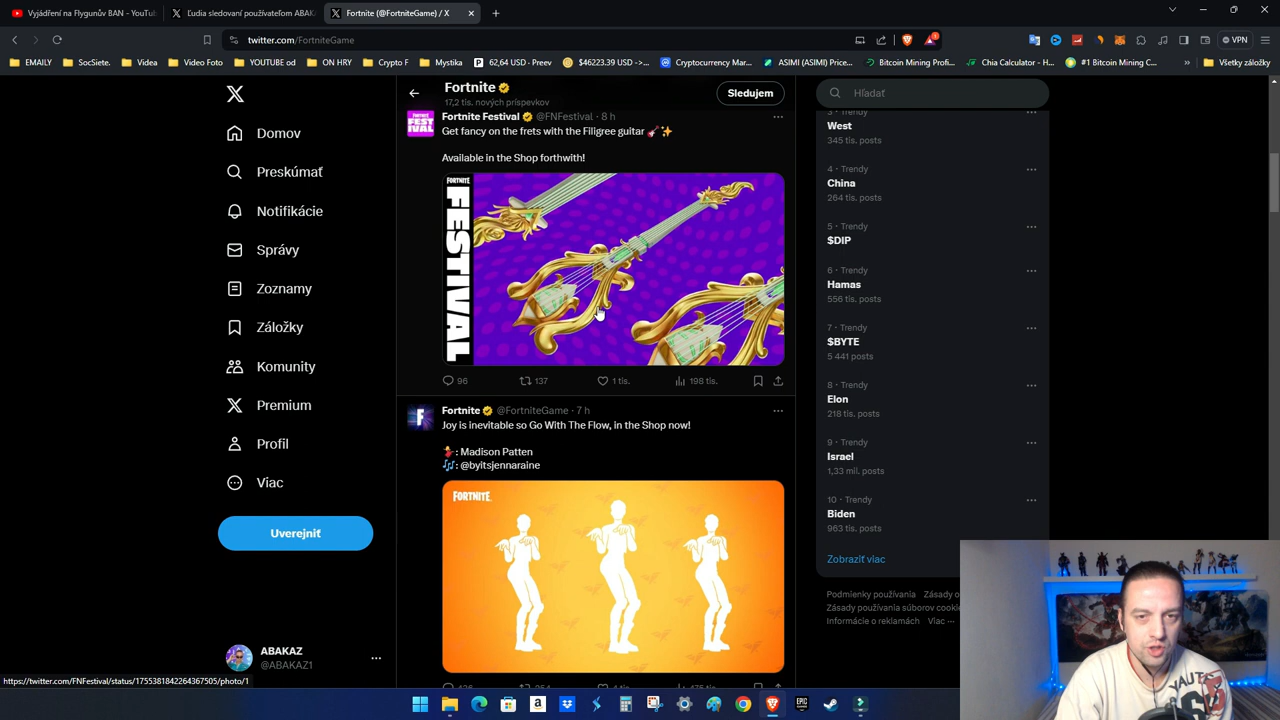 Vyjádření na Flygunův BAN - YouTu
Ľudia sledovaní používateľom ABAK
Fortnite (@FortniteGame) / X
twitter.com/FortniteGame
1
VPN
EMAILY
SocSiete.
Videa
Video Foto
YOUTUBE od
ON HRY
Crypto F
Mystika
62,64 USD - Peev
$46223.39 USD ->...
Cryptocurrency Mar...
ASIMI (ASIMI) Price...
Bitcoin Mining Profi...
Chia Calculator - H...
#1 Bitcoin Mining C...
»
Všetky záložky
Domov
Preskúmať
Notifikácie
Správy
Zoznamy
Záložky
Komunity
Premium
Profil
Viac
Uverejniť
ABAKAZ
@ABAKAZ1
https://twitter.com/FNFestival/status/1755381842264367505/photo/1
Fortnite
17,2 tis. nových príspevkov
Sledujem
Fortnite Festival @FNFestival · 8 h
Get fancy on the frets with the Filigree guitar
Available in the Shop forthwith!
FORTNITE
FESTIVAL
96
137
1 tis.
198 tis.
Fortnite @FortniteGame · 7 h
Joy is inevitable so Go With The Flow, in the Shop now!
: Madison Patten
: @byitsjennaraine
FORTNITE
Hľadať
3 · Trendy
West
345 tis. posts
4 · Trendy
China
264 tis. posts
5 · Trendy
$DIP
6 · Trendy
Hamas
556 tis. posts
7 · Trendy
$BYTE
5 441 posts
8 · Trendy
Elon
218 tis. posts
9 · Trendy
Israel
1,33 mil. posts
10 · Trendy
Biden
963 tis. posts
Zobraziť viac
Podmienky používania
Zásady používania súborov cookie
Informácie o reklamách
Viac ···